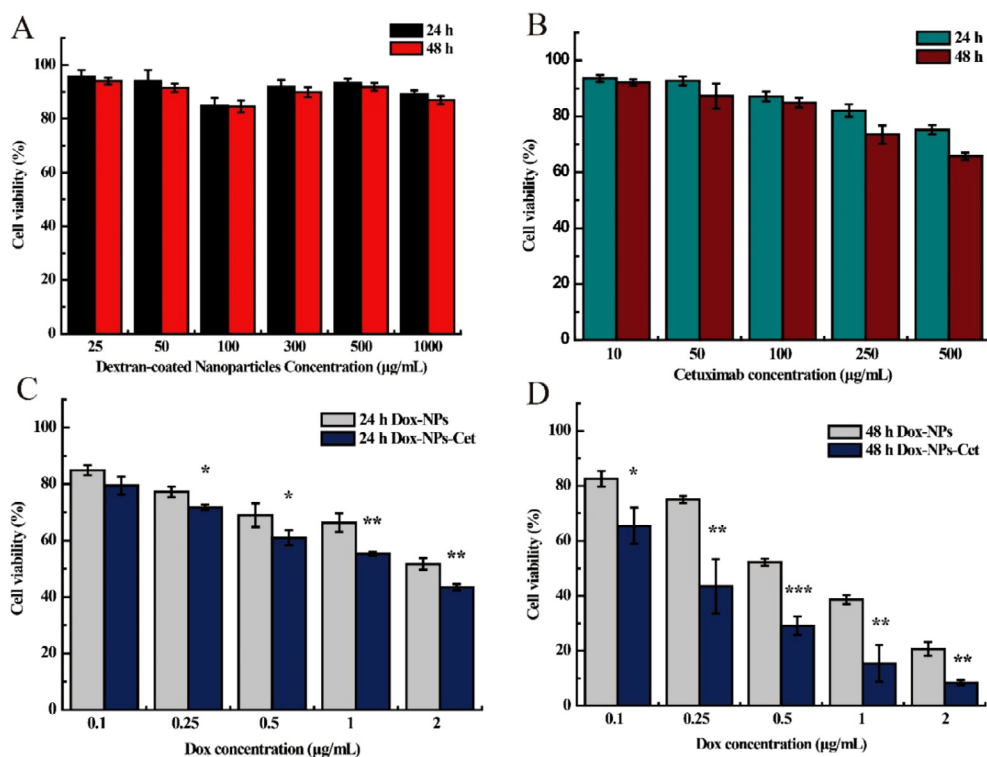 A
24 h
48 h
100
80
60
40
20
0
Cell viability (%)
25 50 100 300 500 1000
Dextran-coated Nanoparticles Concentration (µg/mL)
B
24 h
48 h
100
80
60
40
20
0
Cell viability (%)
10 50 100 250 500
Cetuximab concentration (µg/mL)
C
24 h Dox-NPs
24 h Dox-NPs-Cet
100
80
60
40
20
0
Cell viability (%)
* * ** **
0.1 0.25 0.5 1 2
Dox concentration (µg/mL)
D
48 h Dox-NPs
48 h Dox-NPs-Cet
100
80
60
40
20
0
Cell viability (%)
* ** *** ** **
0.1 0.25 0.5 1 2
Dox concentration (µg/mL)